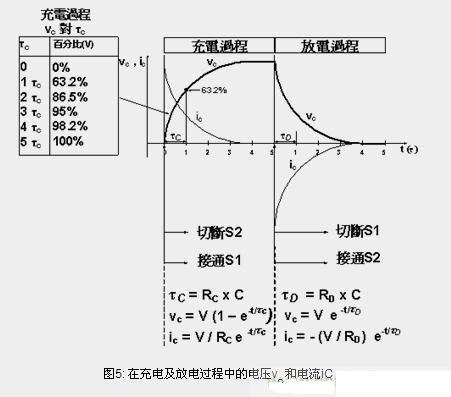 充電過程
vc 對 τc
τc 百分比(V)
0 0%
1 τc 63.2%
2 τc 86.5%
3 τc 95%
4 τc 98.2%
5 τc 100%
充電過程 放電過程
vc , ic
vc
63.2%
ic
τC
τD
vc
ic
0 1 2 3 4 5 1 2 3 4 5 t (τ)
切斷S2 切斷S1
接通S1 接通S2
τC = RC x C τD = RD x C
vc = V (1 – e-t/τc) vc = V e-t/τD
ic = V / RC e-t/τc ic = - (V / RD) e-t/τD
图5: 在充电及放电过程中的电压v 和电流iC